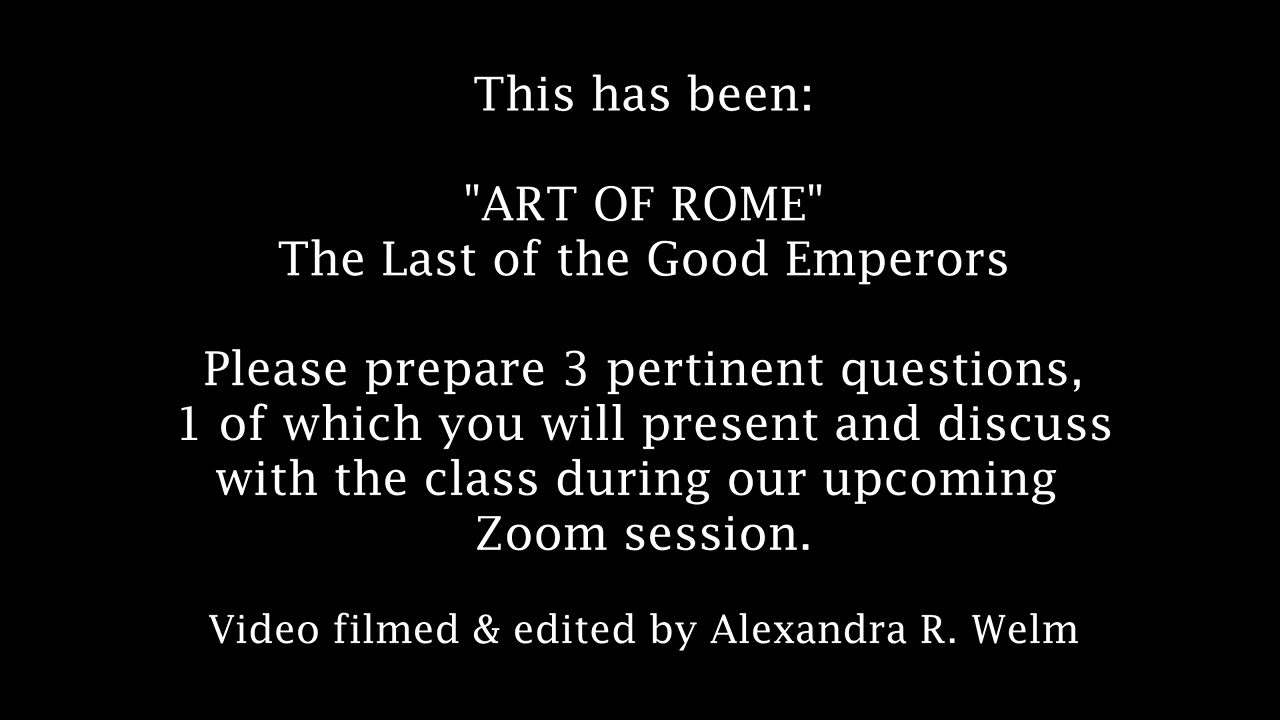 This has been:
"ART OF ROME"
The Last of the Good Emperors
Please prepare 3 pertinent questions,
1 of which you will present and discuss
with the class during our upcoming
Zoom session.
Video filmed & edited by Alexandra R. Welm